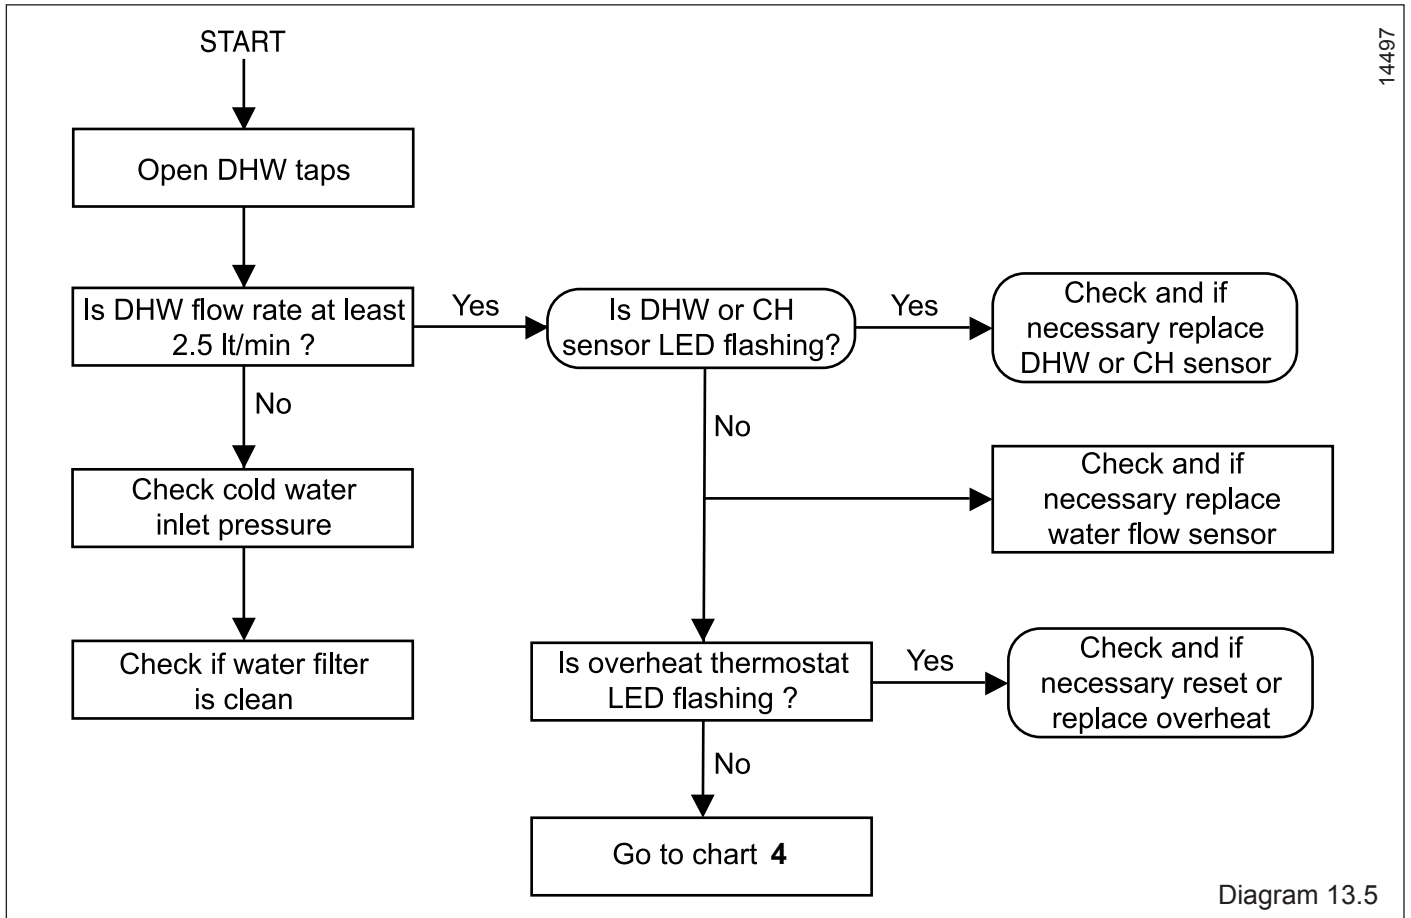 START
14497
Open DHW taps
Is DHW flow rate at least
2.5 lt/min ?
Yes
Is DHW or CH
sensor LED flashing?
Yes
Check and if
necessary replace
DHW or CH sensor
No
No
Check cold water
inlet pressure
Check and if
necessary replace
water flow sensor
Check if water filter
is clean
Is overheat thermostat
LED flashing ?
Yes
Check and if
necessary reset or
replace overheat
No
Go to chart 4
Diagram 13.5